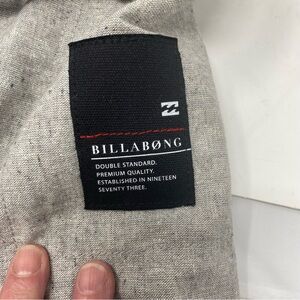 BILLABØNG
DOUBLE STANDARD.
PREMIUM QUALITY.
ESTABLISHED IN NINETEEN
SEVENTY THREE.